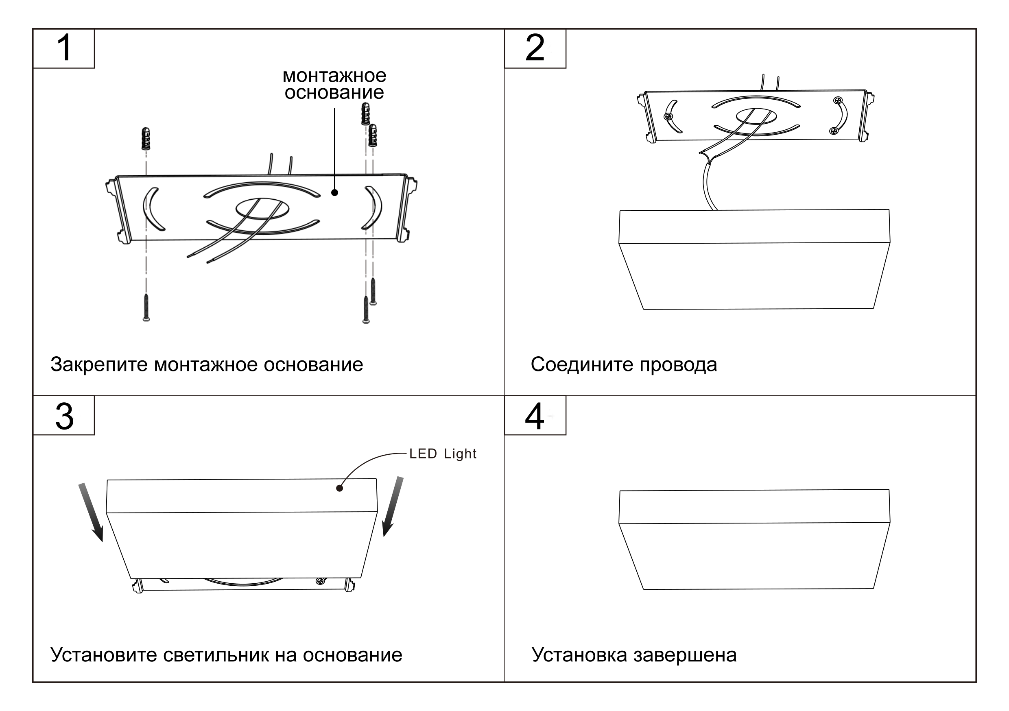 1
монтажное
основание
Закрепите монтажное основание
2
Соедините провода
3
LED Light
Установите светильник на основание
4
Установка завершена